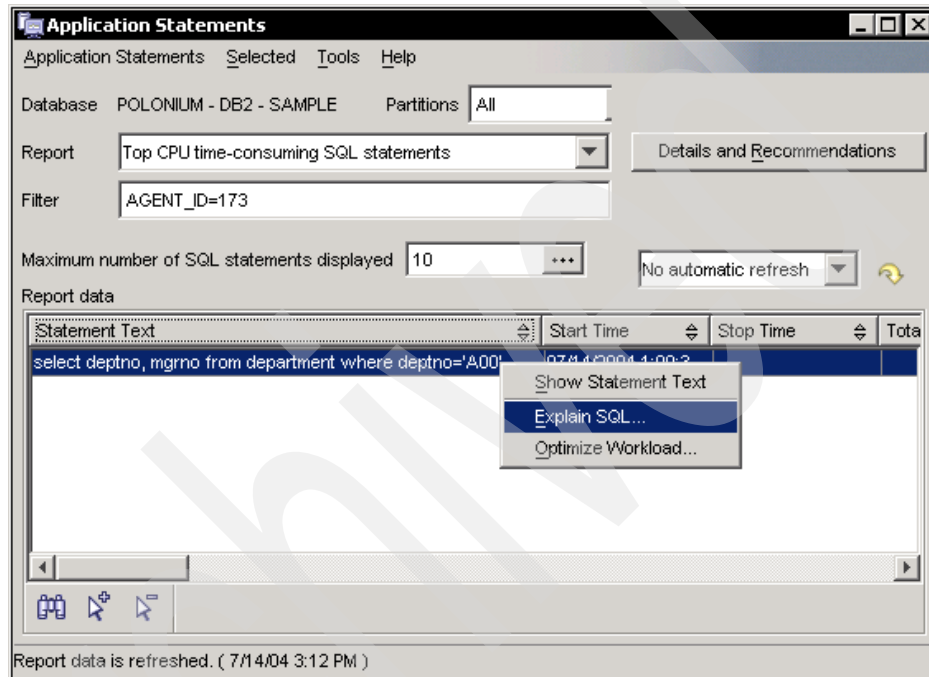 Application Statements
Application Statements Selected Tools Help
Database POLONIUM - DB2 - SAMPLE Partitions All
Report Top CPU time-consuming SQL statements Details and Recommendations
Filter AGENT_ID=173
Maximum number of SQL statements displayed 10 No automatic refresh
Report data
Statement Text Start Time Stop Time Tota
select deptno, mgrno from department where deptno='A00'
Show Statement Text
Explain SQL...
Optimize Workload...
Report data is refreshed. ( 7/14/04 3:12 PM )